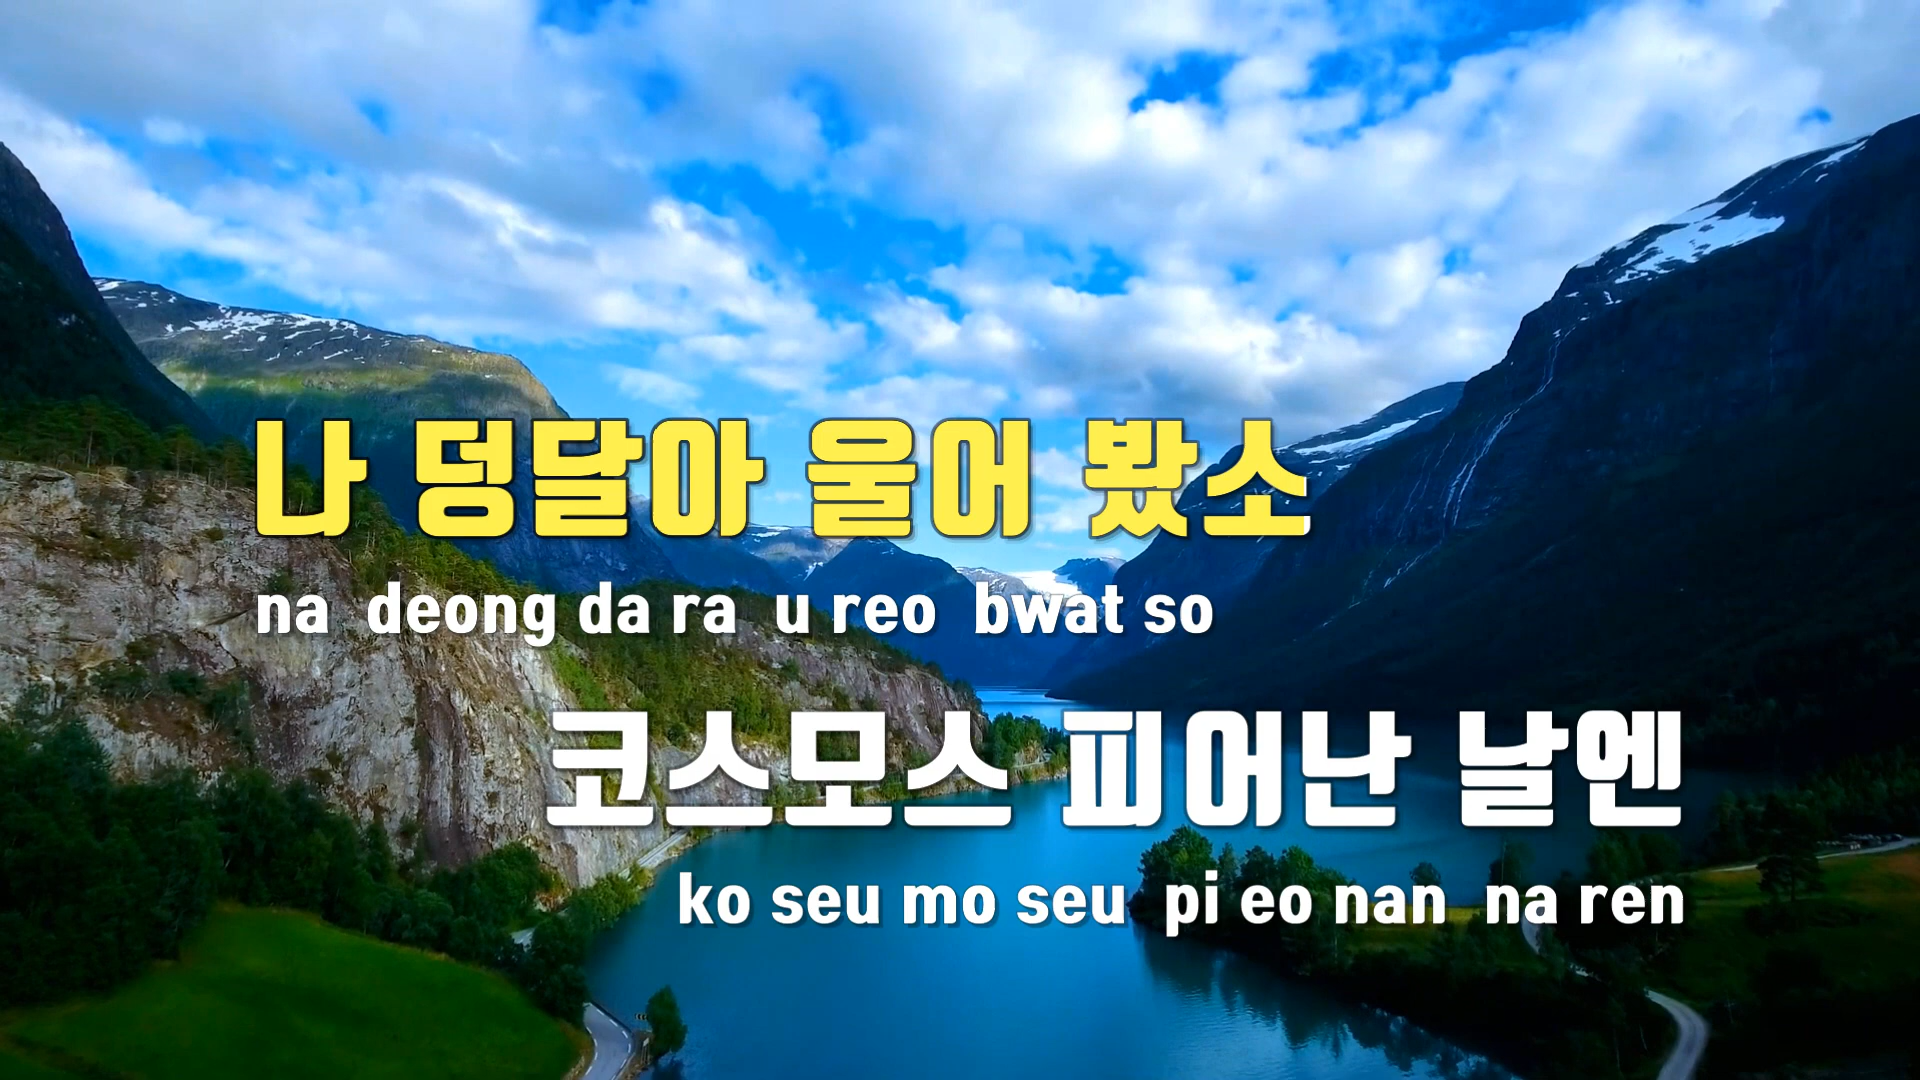 나 덩달아 울어 봤소
na deong da ra u reo bwat so
코스모스 피어난 날엔
ko seu mo seu pi eo nan na ren